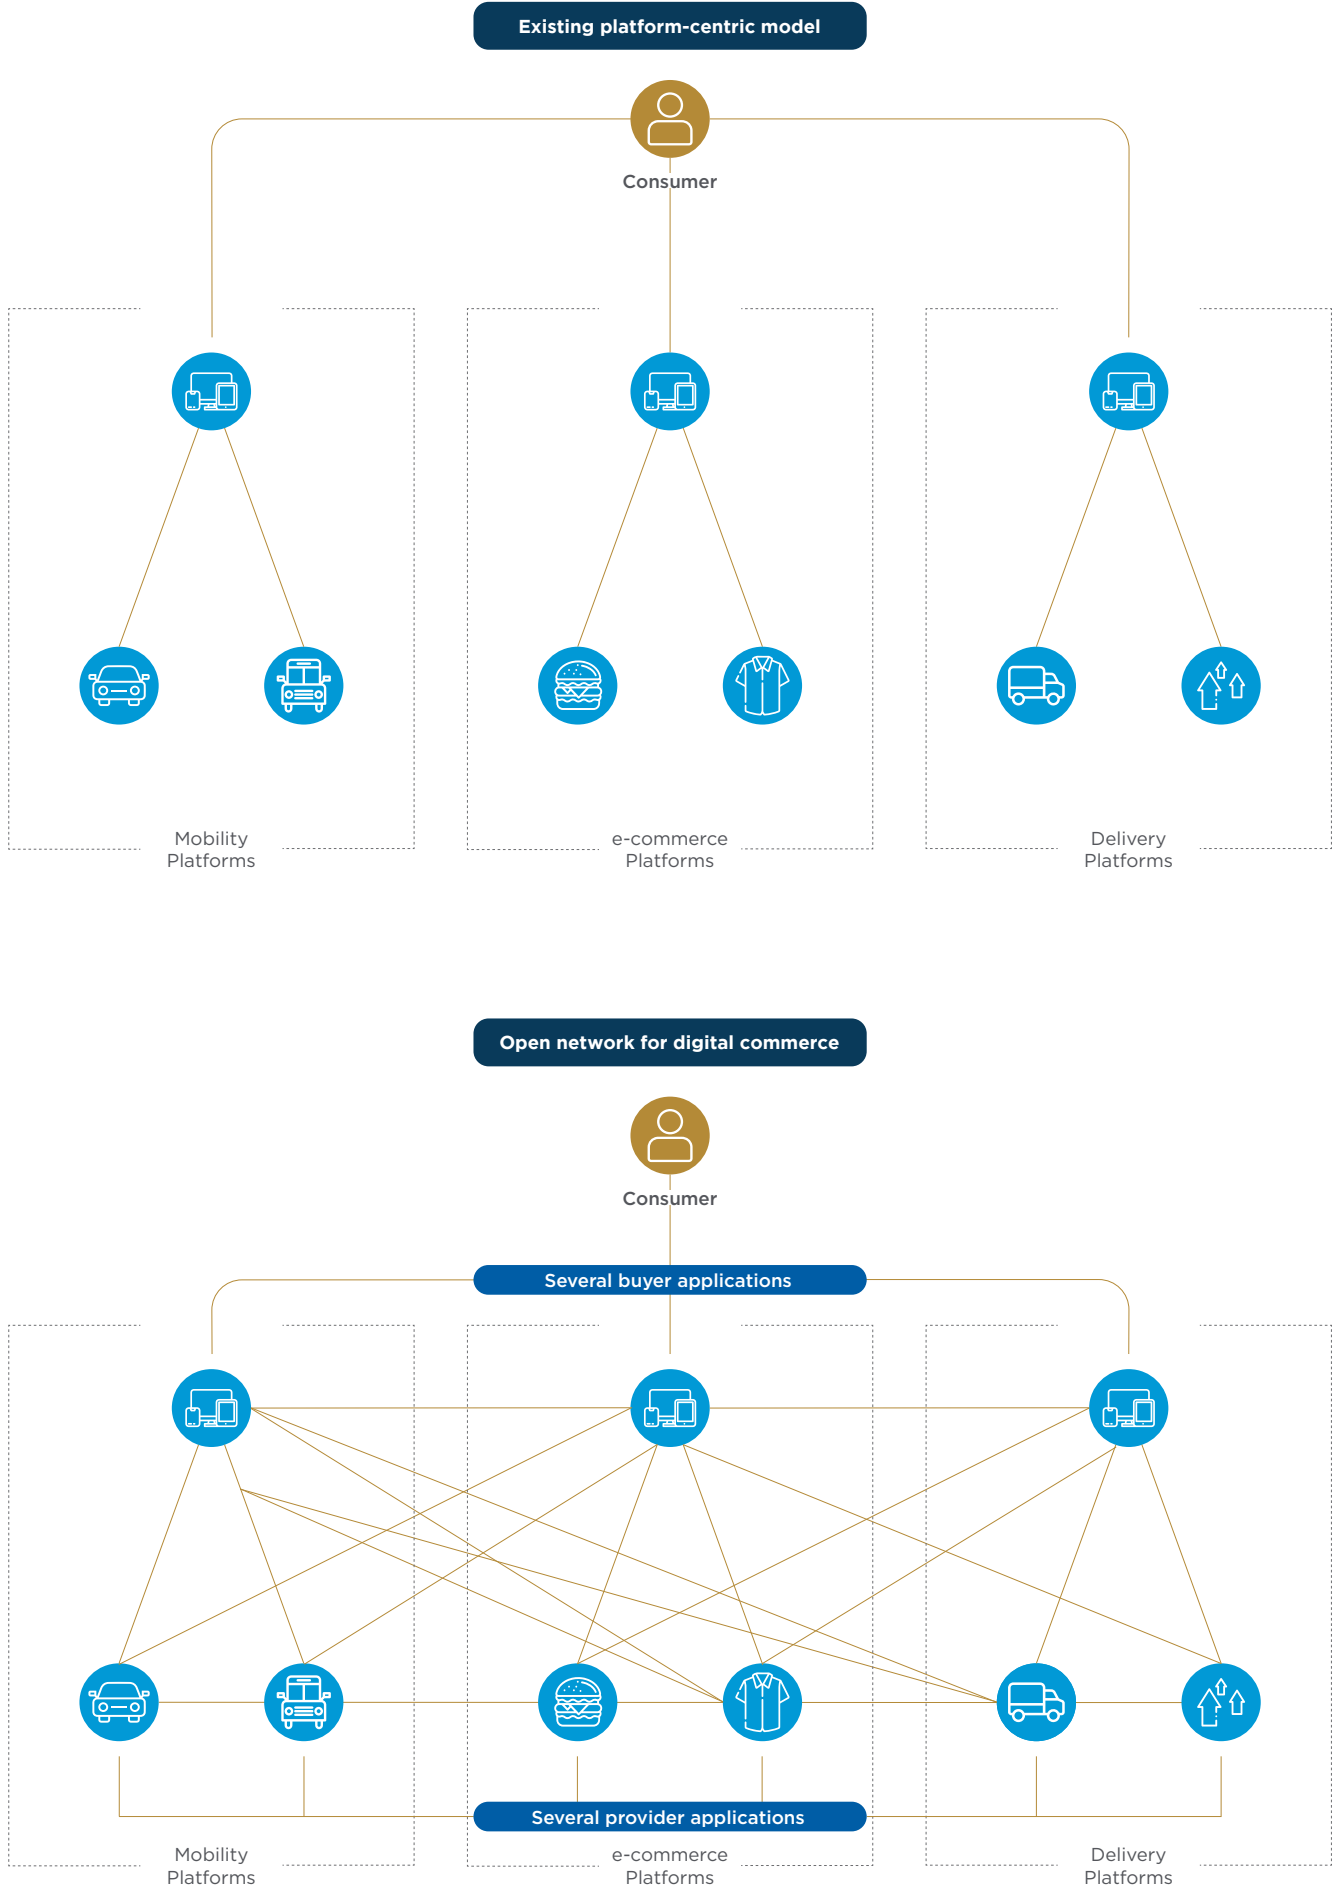 Existing platform-centric model
Consumer
Mobility
Platforms
e-commerce
Platforms
Delivery
Platforms
Open network for digital commerce
Consumer
Several buyer applications
Several provider applications
Mobility
Platforms
e-commerce
Platforms
Delivery
Platforms